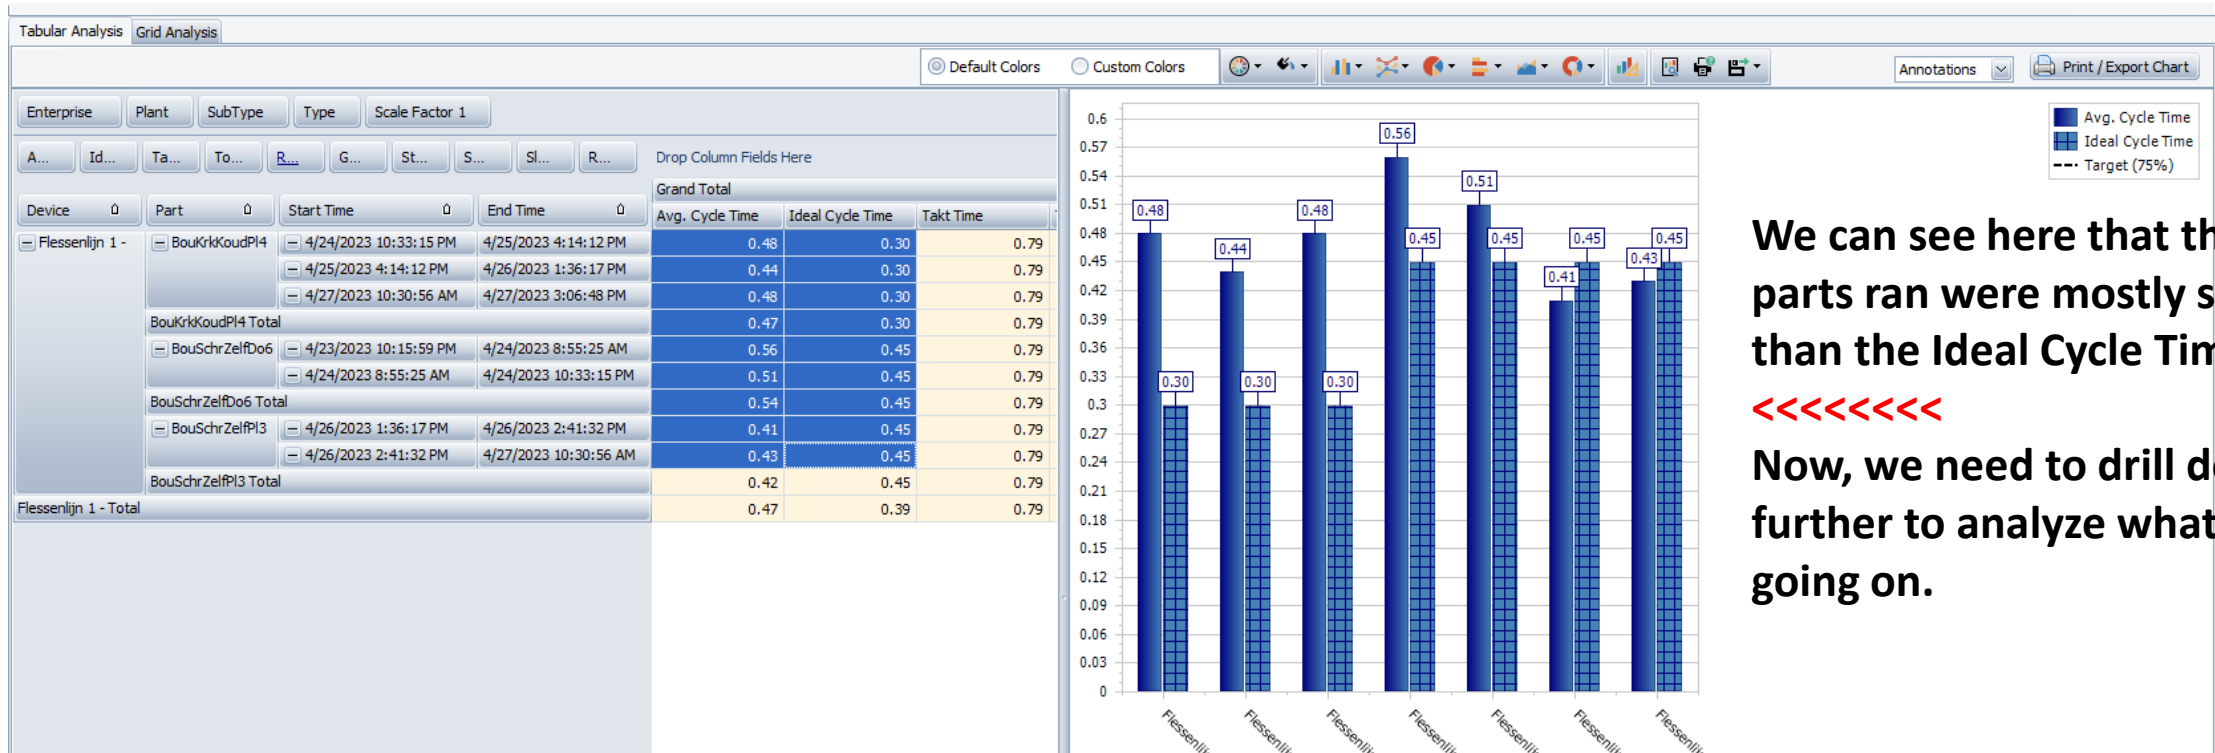 Tabular Analysis Grid Analysis
Default Colors Custom Colors Annotations Print / Export Chart
Enterprise Plant SubType Type Scale Factor 1
A... Id... Ta... To... R... G... St... S... Sl... R... Drop Column Fields Here
Grand Total
Device Part Start Time End Time Avg. Cycle Time Ideal Cycle Time Takt Time
Flessenlijn 1 - BouKrkKoudPl4 4/24/2023 10:33:15 PM 4/25/2023 4:14:12 PM 0.48 0.30 0.79
4/25/2023 4:14:12 PM 4/26/2023 1:36:17 PM 0.44 0.30 0.79
4/27/2023 10:30:56 AM 4/27/2023 3:06:48 PM 0.48 0.30 0.79
BouKrkKoudPl4 Total 0.47 0.30 0.79
BouSchrZelfDo6 4/23/2023 10:15:59 PM 4/24/2023 8:55:25 AM 0.56 0.45 0.79
4/24/2023 8:55:25 AM 4/24/2023 10:33:15 PM 0.51 0.45 0.79
BouSchrZelfDo6 Total 0.54 0.45 0.79
BouSchrZelfPl3 4/26/2023 1:36:17 PM 4/26/2023 2:41:32 PM 0.41 0.45 0.79
4/26/2023 2:41:32 PM 4/27/2023 10:30:56 AM 0.43 0.45 0.79
BouSchrZelfPl3 Total 0.42 0.45 0.79
Flessenlijn 1 - Total 0.47 0.39 0.79
0.6
0.57
0.54
0.51
0.48
0.45
0.42
0.39
0.36
0.33
0.3
0.27
0.24
0.21
0.18
0.15
0.12
0.09
0.06
0.03
0
0.48 0.30 0.44 0.30 0.48 0.30 0.56 0.45 0.51 0.45 0.41 0.45 0.43 0.45
Flessenlij Flessenlij Flessenlij Flessenlij Flessenlij Flessenlij Flessenlij
Avg. Cycle Time
Ideal Cycle Time
Target (75%)
We can see here that th
parts ran were mostly s
than the Ideal Cycle Tim
<<<<<<<<
Now, we need to drill d
further to analyze what
going on.